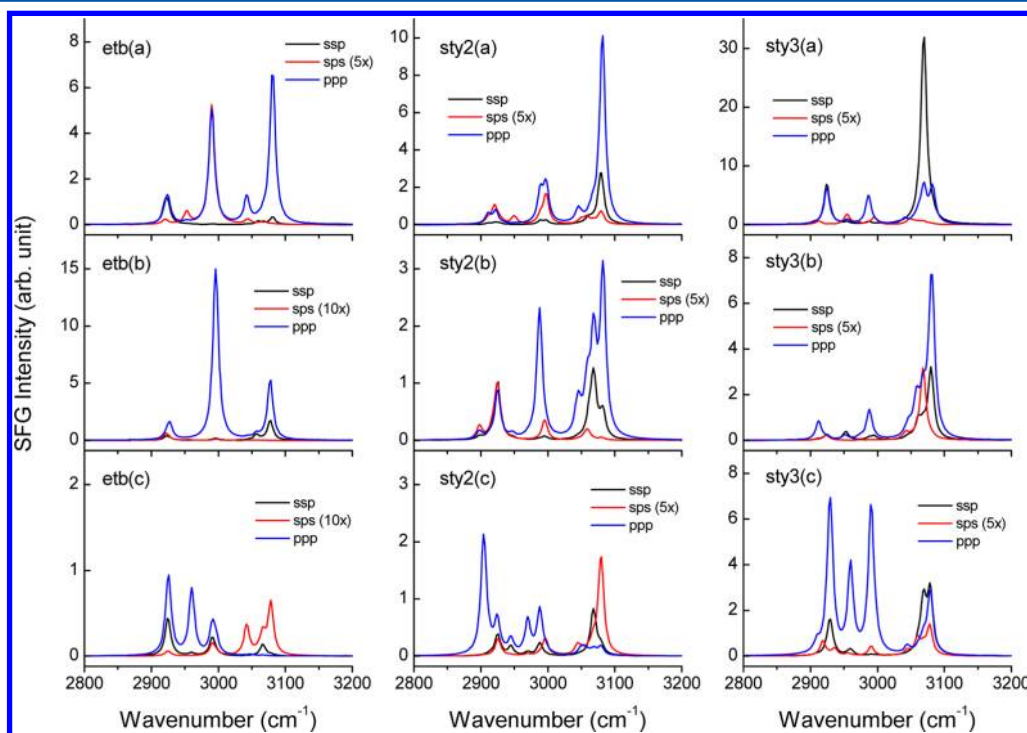 etb(a)
ssp
sps (5x)
ppp
8
6
4
2
0
sty2(a)
ssp
sps (5x)
ppp
10
8
6
4
2
0
sty3(a)
ssp
sps (5x)
ppp
30
20
10
0
SFG Intensity (arb. unit)
etb(b)
ssp
sps (10x)
ppp
15
10
5
0
sty2(b)
ssp
sps (5x)
ppp
3
2
1
0
sty3(b)
ssp
sps (5x)
ppp
8
6
4
2
0
etb(c)
ssp
sps (10x)
ppp
2
1
0
sty2(c)
ssp
sps (5x)
ppp
3
2
1
0
sty3(c)
ssp
sps (5x)
ppp
8
6
4
2
0
2800 2900 3000 3100 3200
2800 2900 3000 3100 3200
2800 2900 3000 3100 3200
Wavenumber (cm⁻¹)
Wavenumber (cm⁻¹)
Wavenumber (cm⁻¹)